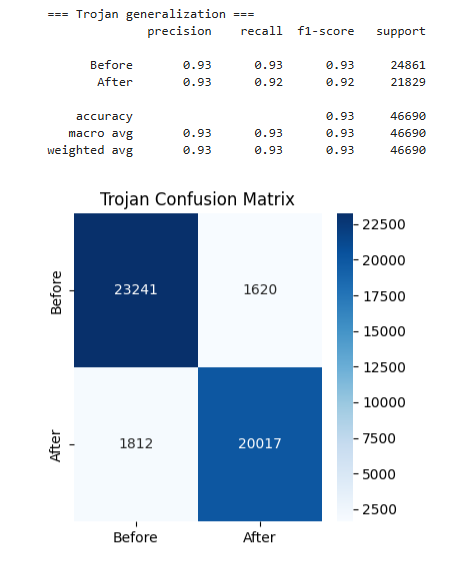 === Trojan generalization ===
precision recall f1-score support
Before 0.93 0.93 0.93 24861
After 0.93 0.92 0.92 21829
accuracy 0.93 46690
macro avg 0.93 0.93 0.93 46690
weighted avg 0.93 0.93 0.93 46690
Trojan Confusion Matrix
Before
After
23241
1620
1812
20017
Before
After
22500
20000
17500
15000
12500
10000
7500
5000
2500